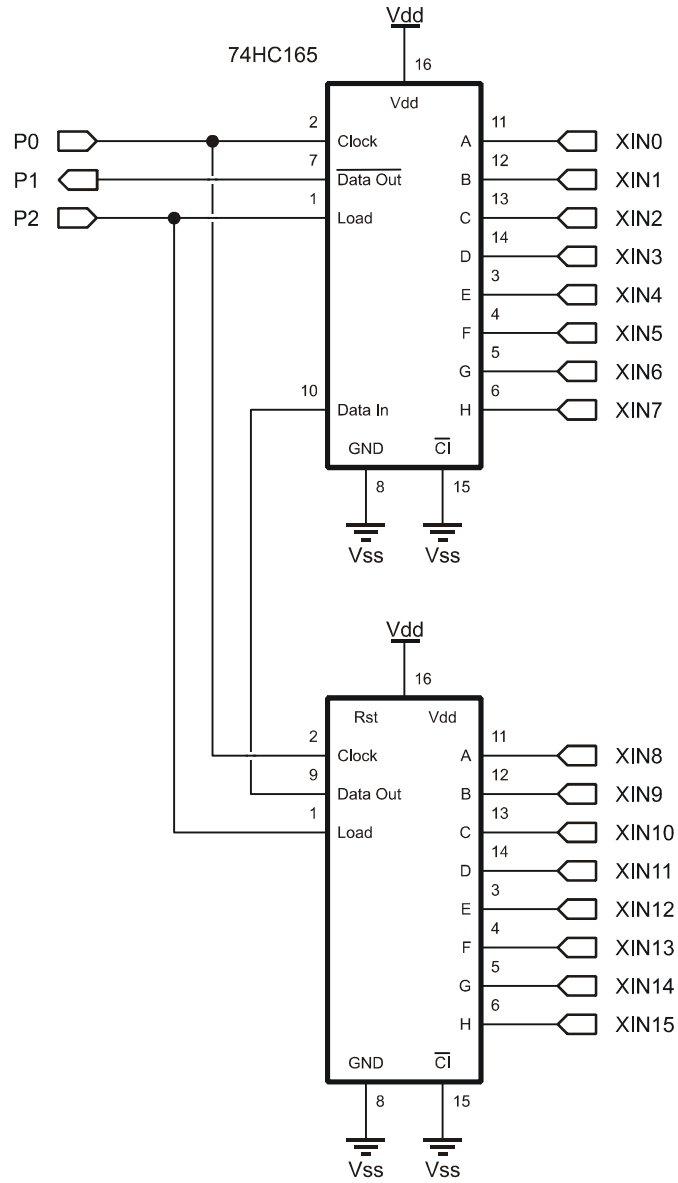 Vdd
74HC165
16
Vdd
P0 2 Clock A 11 XIN0
P1 7 Data Out B 12 XIN1
P2 1 Load C 13 XIN2
D 14 XIN3
E 3 XIN4
F 4 XIN5
G 5 XIN6
10 Data In H 6 XIN7
GND CI
8 15
Vss Vss
Vdd
16
Rst Vdd
2 Clock A 11 XIN8
9 Data Out B 12 XIN9
1 Load C 13 XIN10
D 14 XIN11
E 3 XIN12
F 4 XIN13
G 5 XIN14
H 6 XIN15
GND CI
8 15
Vss Vss